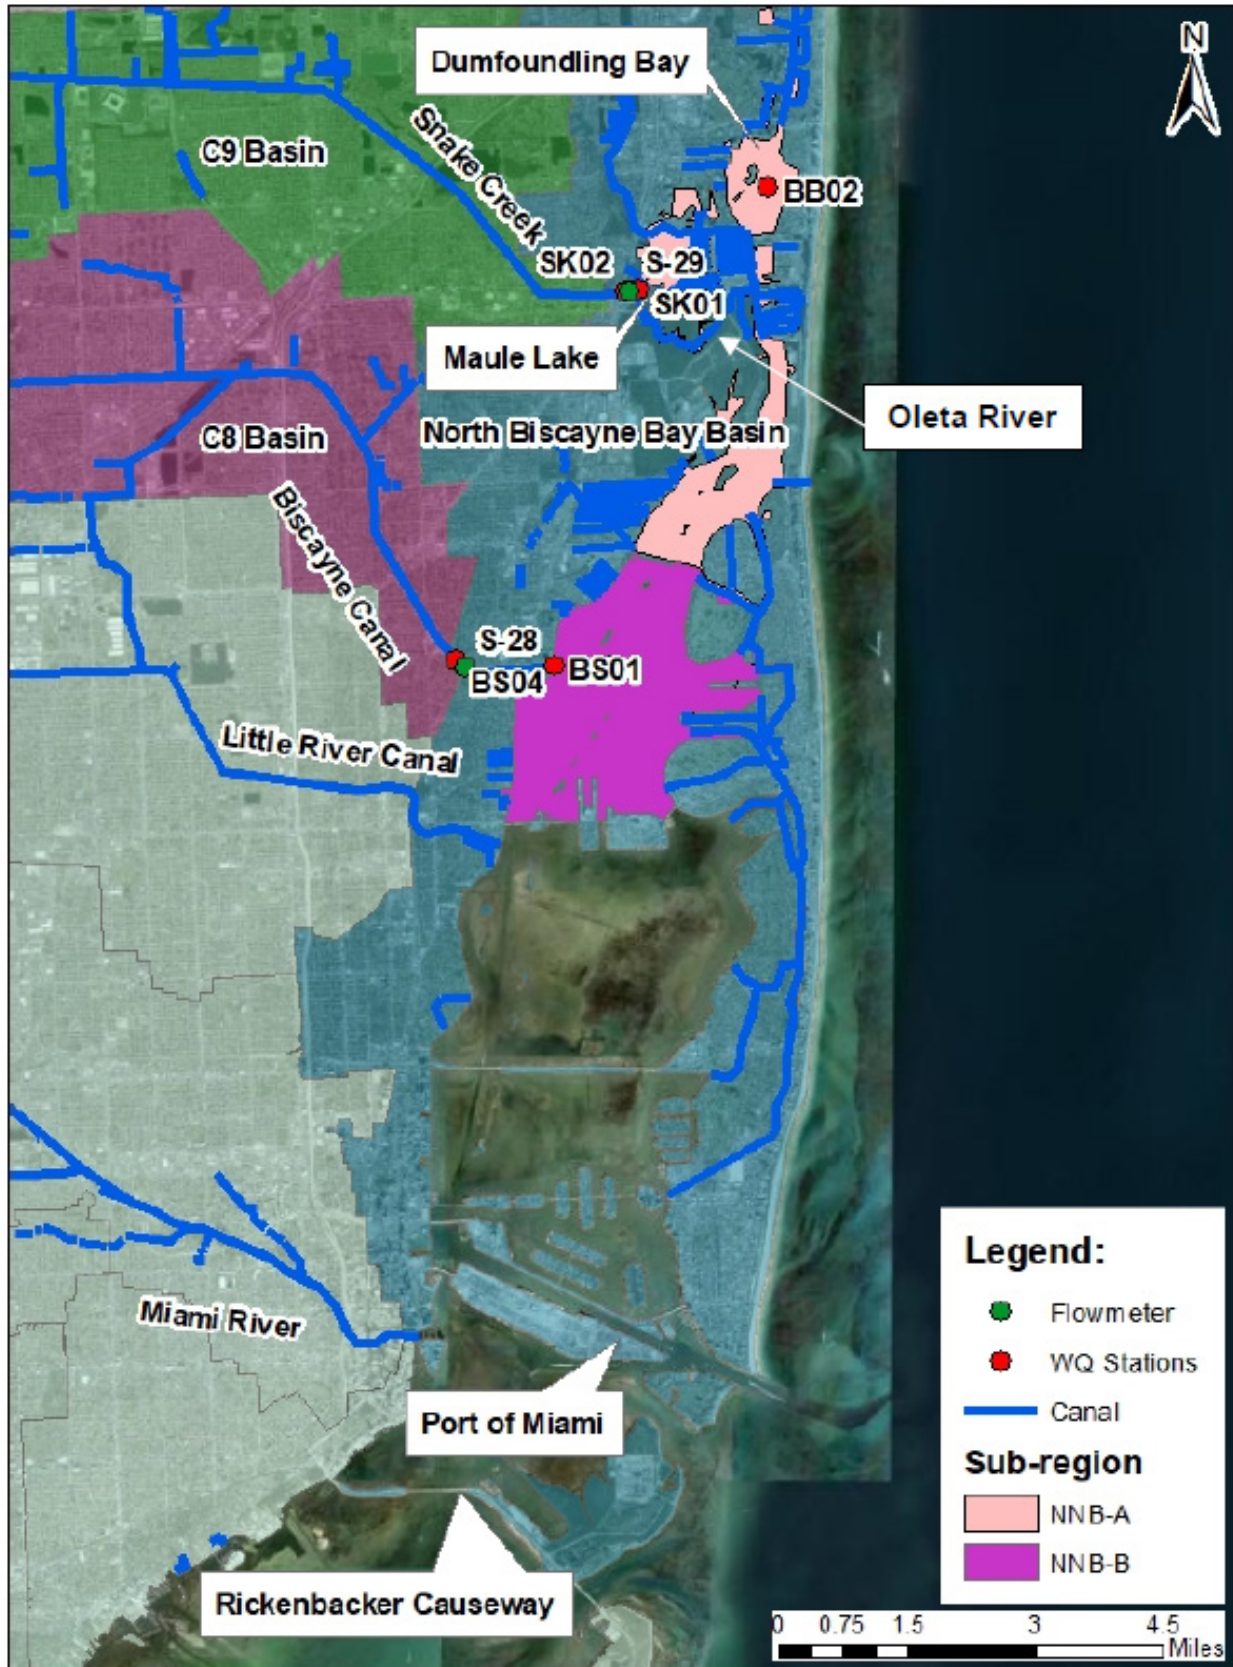 N
Dumfoundling Bay
C9 Basin
Snake Creek
BB02
SK02
S-29
SK01
Maule Lake
Oleta River
C8 Basin
North Biscayne Bay Basin
Biscayne Canal
S-28
BS04
BS01
Little River Canal
Miami River
Port of Miami
Rickenbacker Causeway
Legend:
Flowmeter
WQ Stations
Canal
Sub-region
NNB-A
NNB-B
0 0.75 1.5 3 4.5
Miles